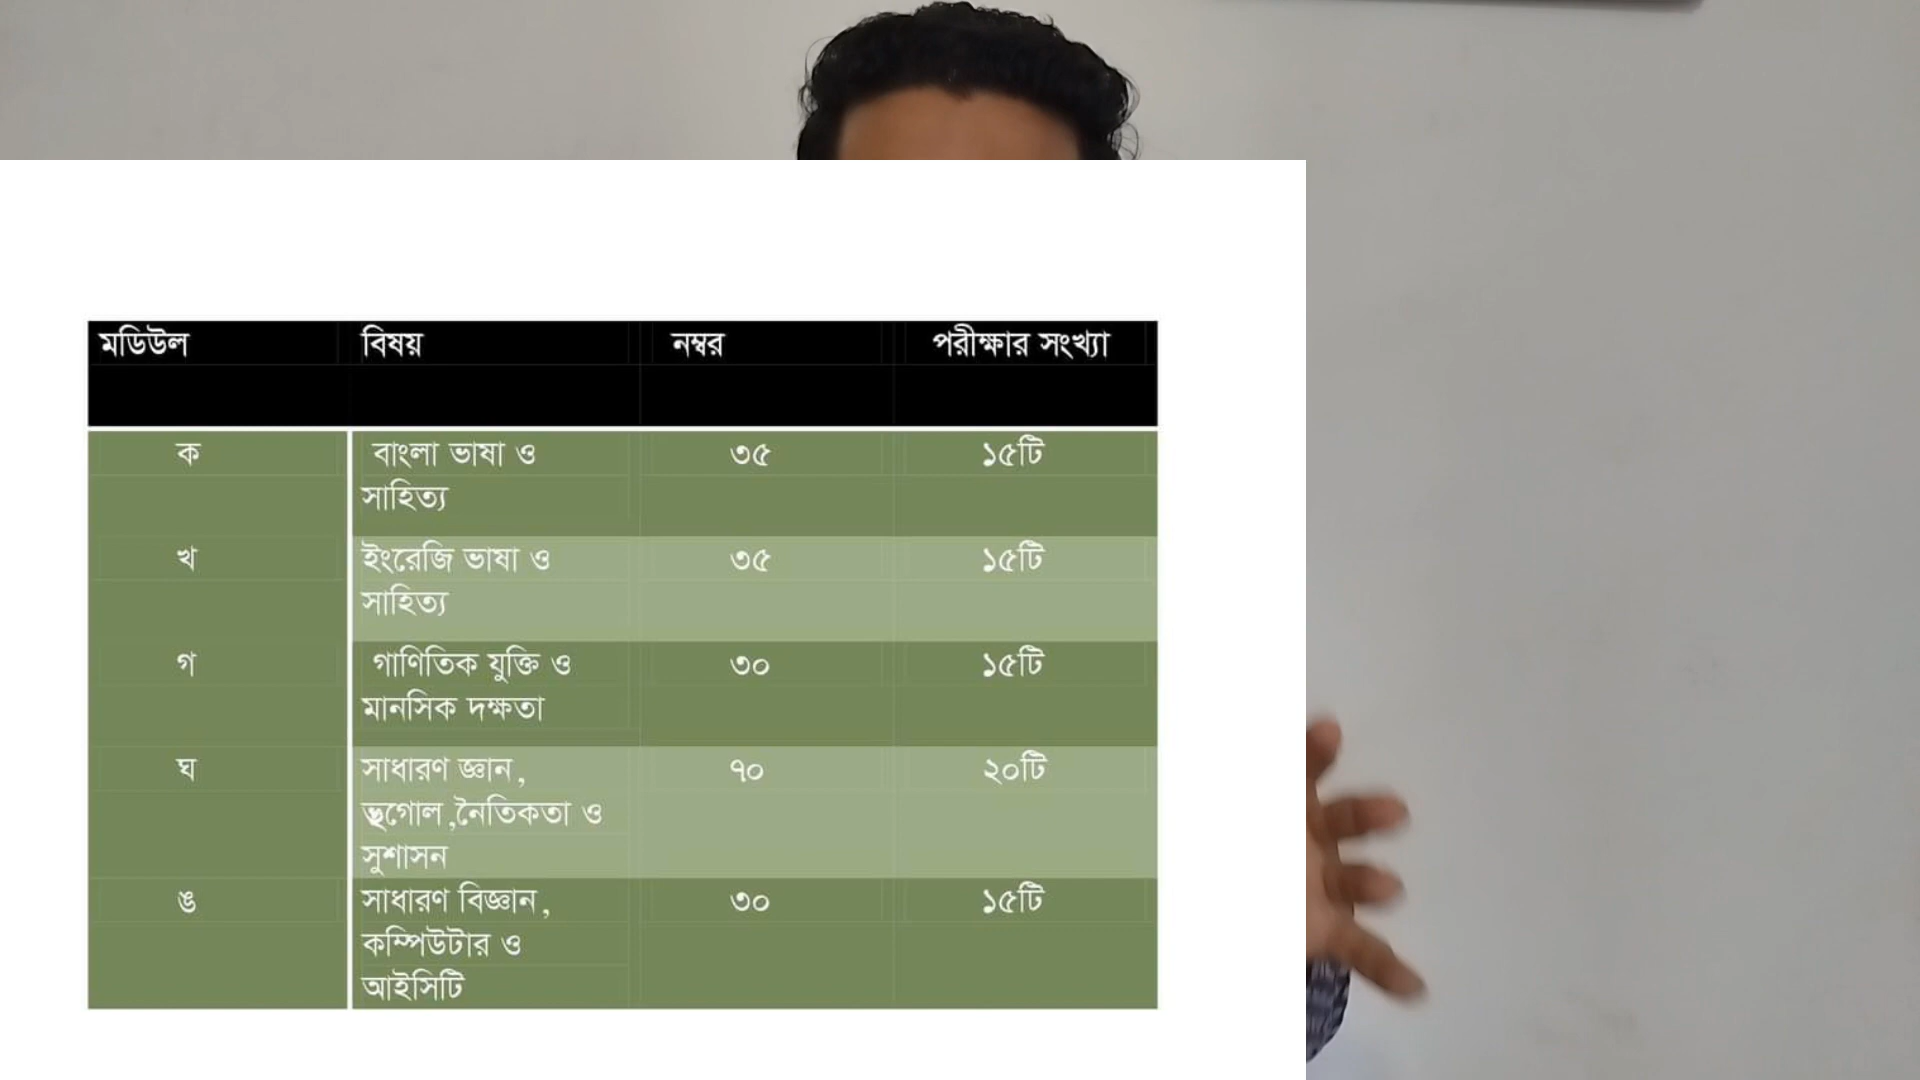 মডিউল বিষয় নম্বর পরীক্ষার সংখ্যা
ক বাংলা ভাষা ও ৩৫ ১৫টি
সাহিত্য
খ ইংরেজি ভাষা ও ৩৫ ১৫টি
সাহিত্য
গ গাণিতিক যুক্তি ও ৩০ ১৫টি
মানসিক দক্ষতা
ঘ সাধারণ জ্ঞান, ৭০ ২০টি
ভূগোল,নৈতিকতা ও
সুশাসন
ঙ সাধারণ বিজ্ঞান, ৩০ ১৫টি
কম্পিউটার ও
আইসিটি